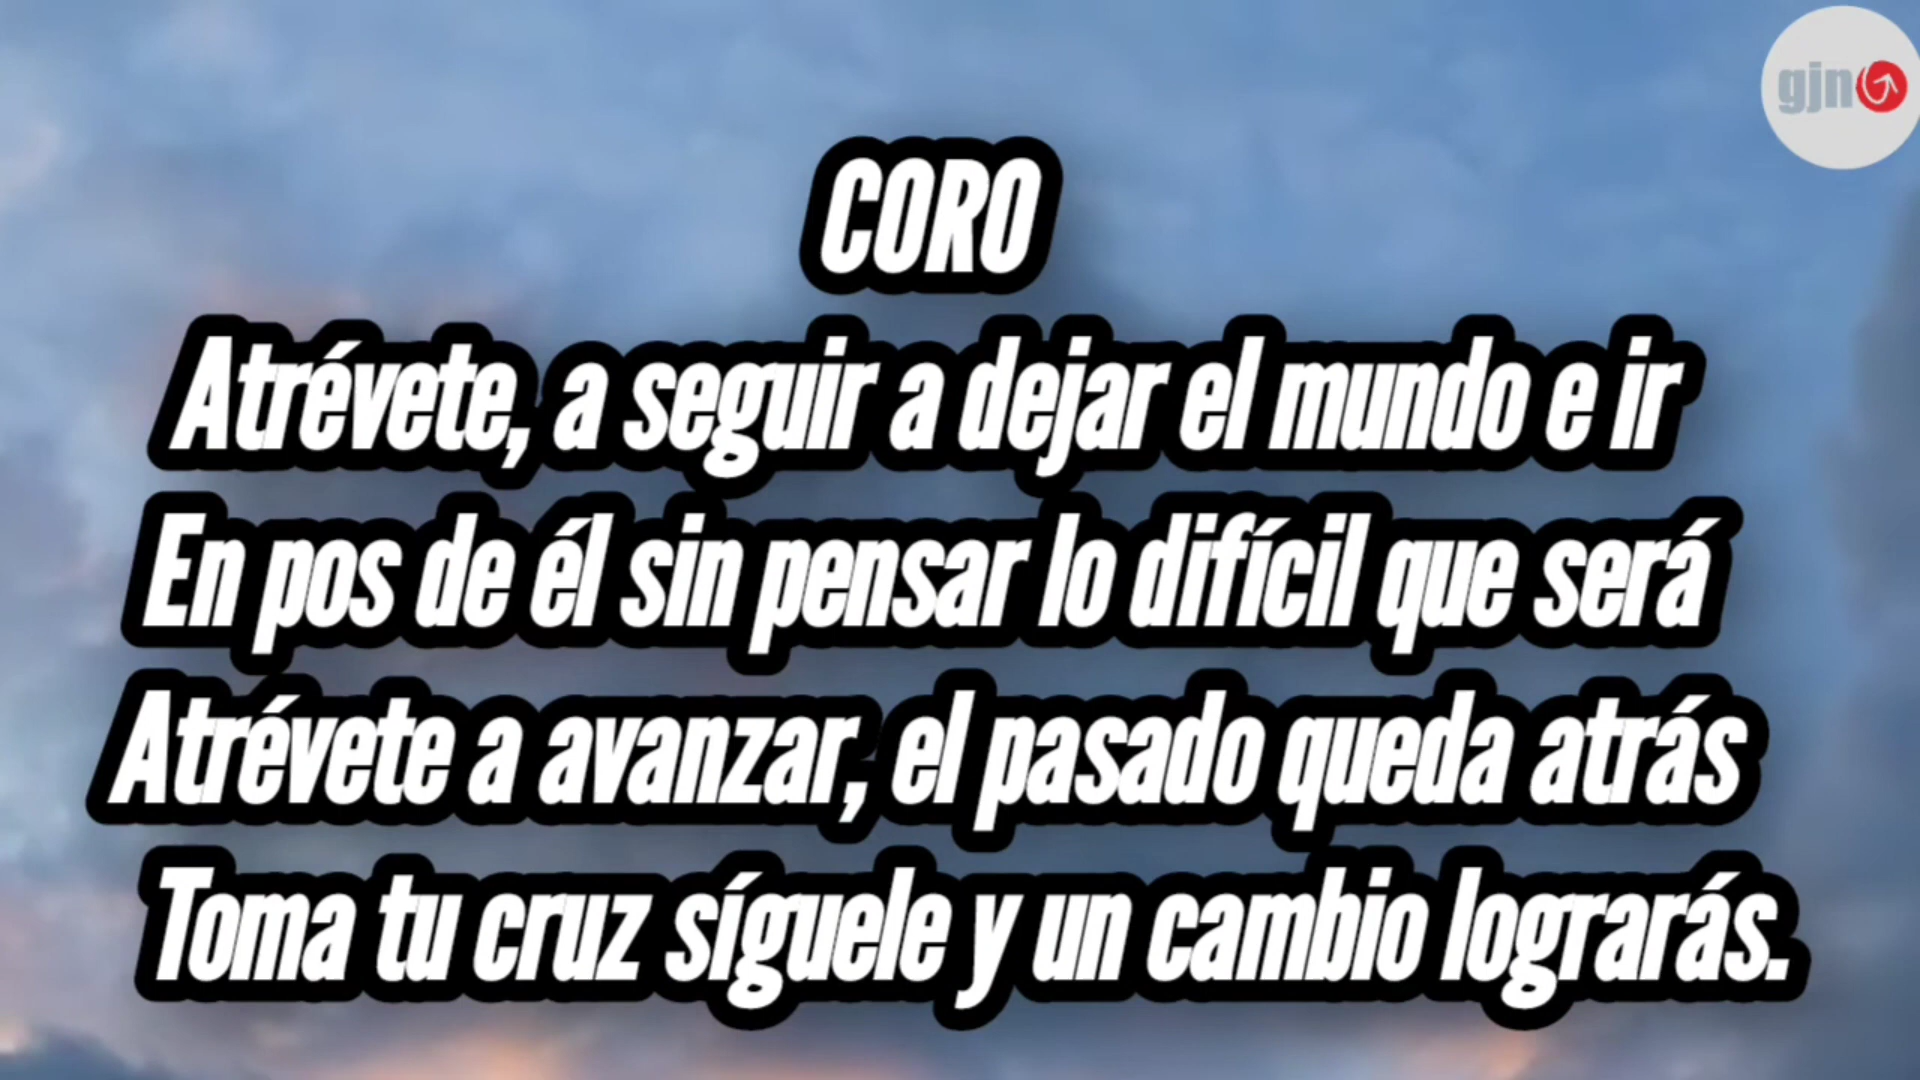 gjn
CORO
Atrévete, a seguir a dejar el mundo e ir
En pos de él sin pensar lo difícil que será
Atrévete a avanzar, el pasado queda atrás
Toma tu cruz síguele y un cambio lograrás.